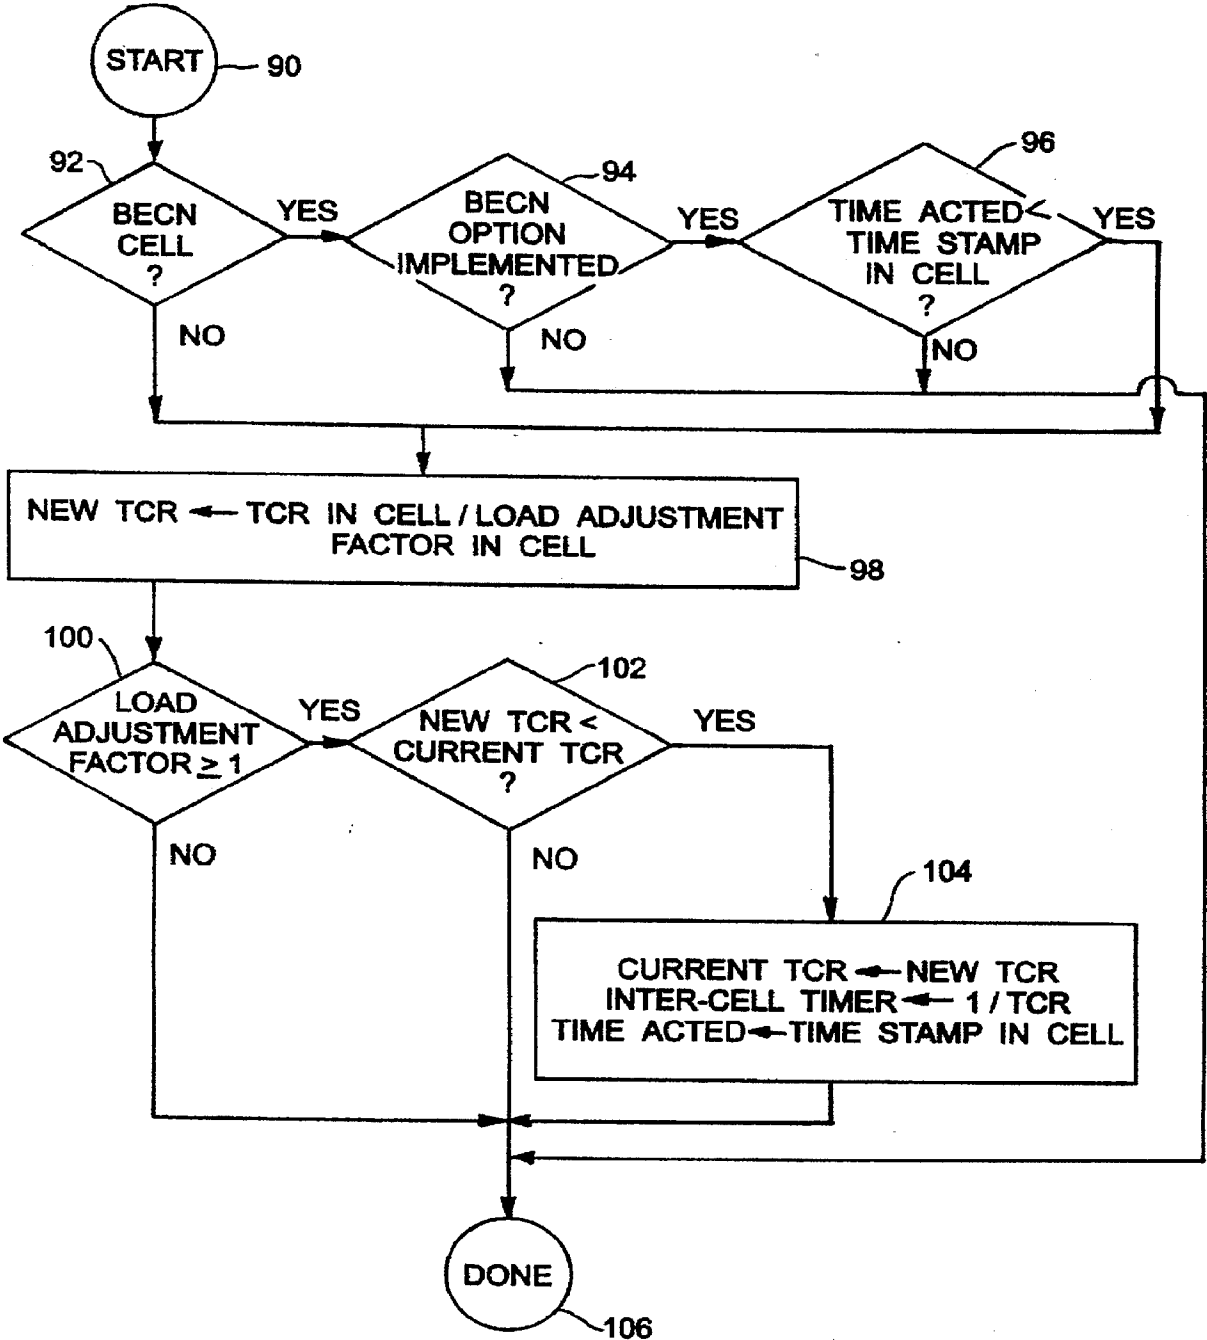 START
90
92
BECN
CELL
?
YES
NO
94
BECN
OPTION
IMPLEMENTED
?
YES
NO
96
TIME ACTED<
TIME STAMP
IN CELL
?
YES
NO
NEW TCR ← TCR IN CELL / LOAD ADJUSTMENT
FACTOR IN CELL
98
100
LOAD
ADJUSTMENT
FACTOR ≥ 1
YES
NO
102
NEW TCR <
CURRENT TCR
?
YES
NO
104
CURRENT TCR ← NEW TCR
INTER-CELL TIMER ← 1 / TCR
TIME ACTED ← TIME STAMP IN CELL
DONE
106